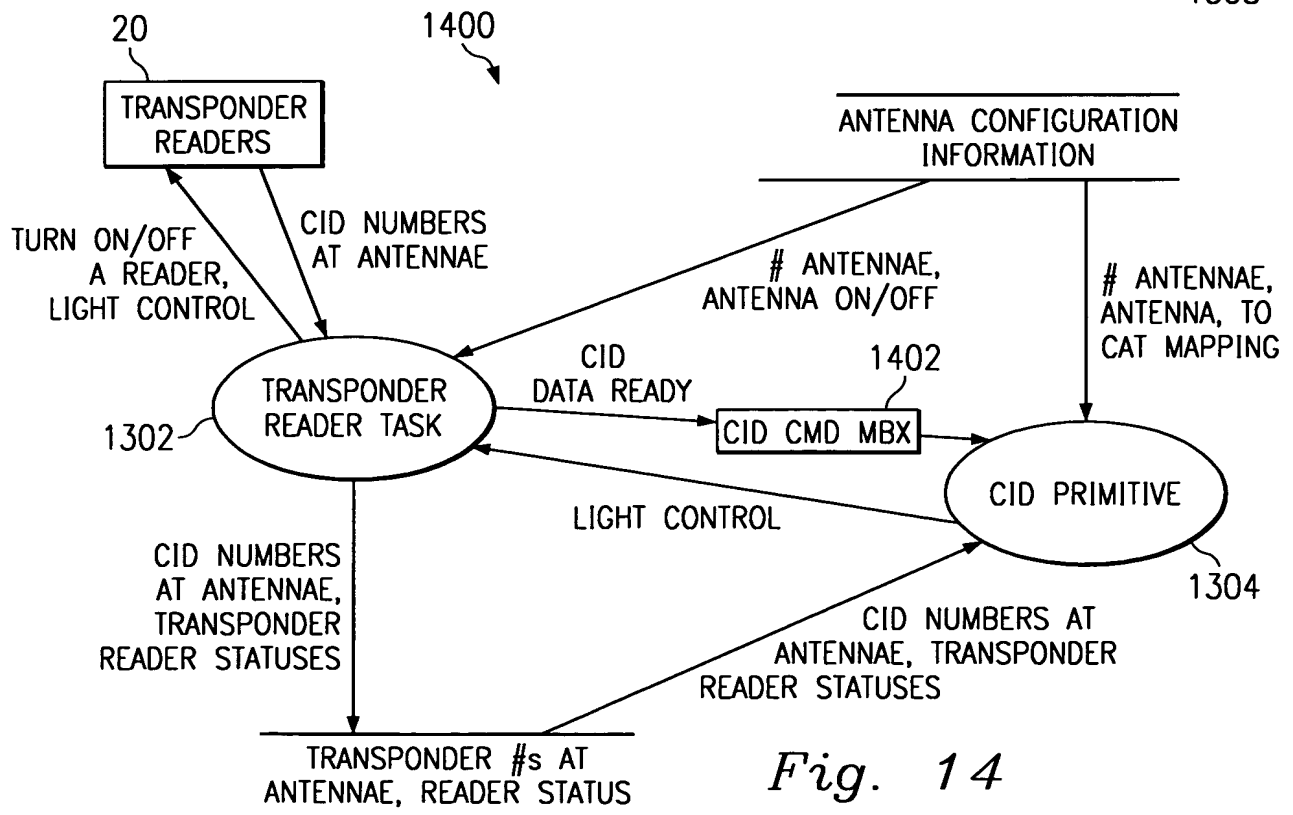 20
1400
TRANSPONDER
READERS
ANTENNA CONFIGURATION
INFORMATION
TURN ON/OFF
A READER,
LIGHT CONTROL
CID NUMBERS
AT ANTENNAE
# ANTENNAE,
ANTENNA ON/OFF
# ANTENNAE,
ANTENNA, TO
CAT MAPPING
TRANSPONDER
READER TASK
1302
CID
DATA READY
1402
CID CMD MBX
CID PRIMITIVE
1304
LIGHT CONTROL
CID NUMBERS
AT ANTENNAE,
TRANSPONDER
READER STATUSES
CID NUMBERS AT
ANTENNAE, TRANSPONDER
READER STATUSES
TRANSPONDER #s AT
ANTENNAE, READER STATUS
Fig. 14